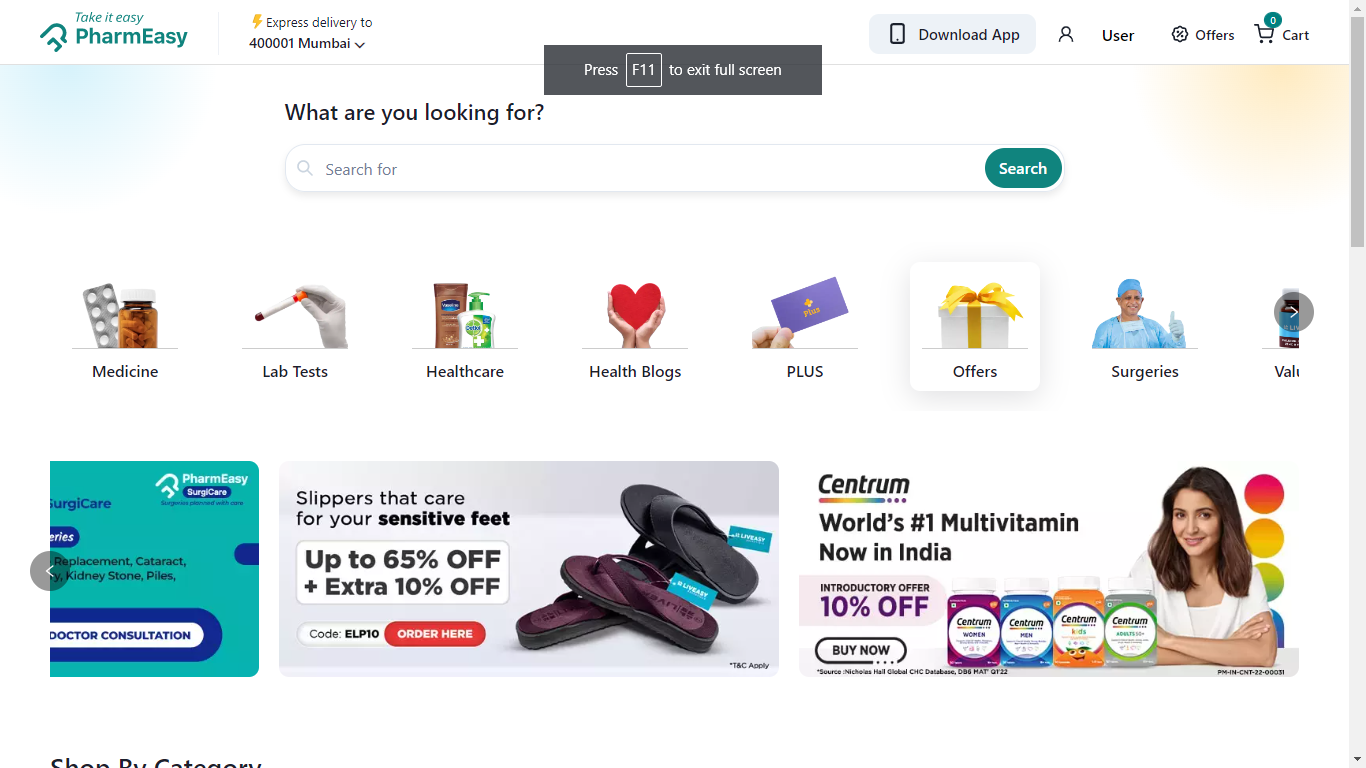 Take it easy
PharmEasy
Express delivery to
400001 Mumbai
Download App
User
Offers
0
Cart
Press F11 to exit full screen
What are you looking for?
Search for
Search
Medicine
Lab Tests
Healthcare
Health Blogs
Plus
PLUS
Offers
Surgeries
PharmEasy
SurgiCare
Surgeries planned with care
SurgiCare
eries
Replacement, Cataract,
y, Kidney Stone, Piles,
DOCTOR CONSULTATION
Slippers that care
for your sensitive feet
Up to 65% OFF
+ Extra 10% OFF
Code: ELP10
ORDER HERE
LIVEASY
LIVEASY
*T&C Apply
Centrum
World's #1 Multivitamin
Now in India
INTRODUCTORY OFFER
10% OFF
BUY NOW
Centrum
WOMEN
Centrum
MEN
Centrum
kids
Centrum
ADULTS 50+
*Source :Nicholas Hall Global CHC Database, DB6 MAT' Q1'22
PM-IN-CNT-22-00031
Shop By Category